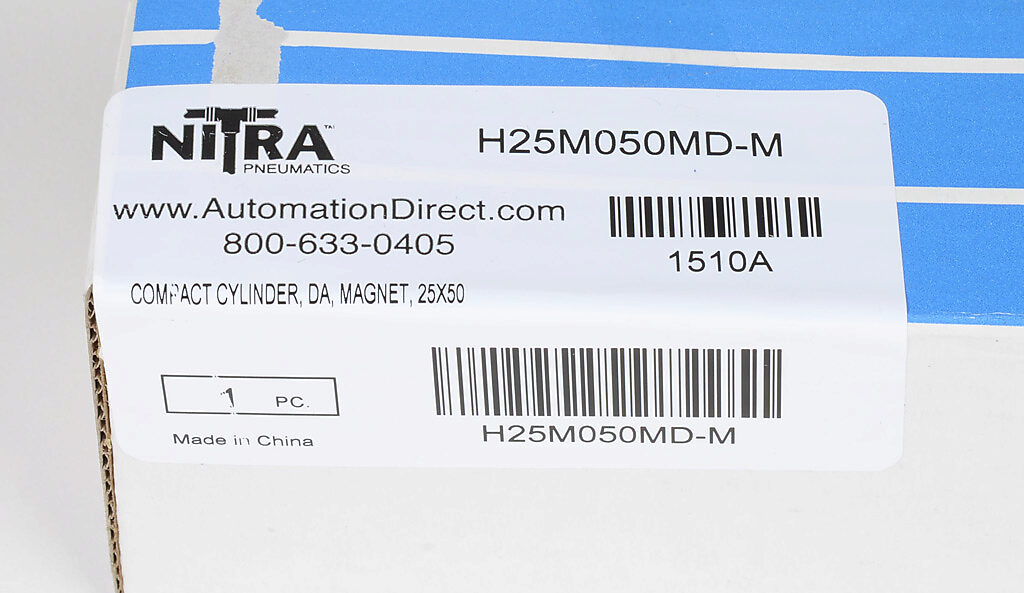 NITRA™
PNEUMATICS
H25M050MD-M
www.AutomationDirect.com
800-633-0405
1510A
COMPACT CYLINDER, DA, MAGNET, 25X50
1 PC.
Made in China
H25M050MD-M